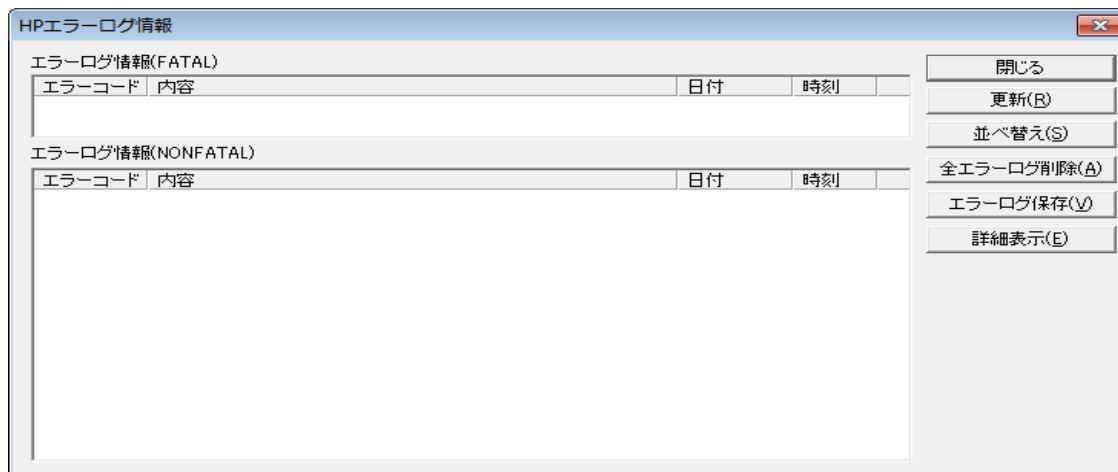 HPエラーログ情報
エラーログ情報(FATAL)
エラーコード 内容 日付 時刻
エラーログ情報(NONFATAL)
エラーコード 内容 日付 時刻
閉じる
更新(R)
並べ替え(S)
全エラーログ削除(A)
エラーログ保存(V)
詳細表示(E)